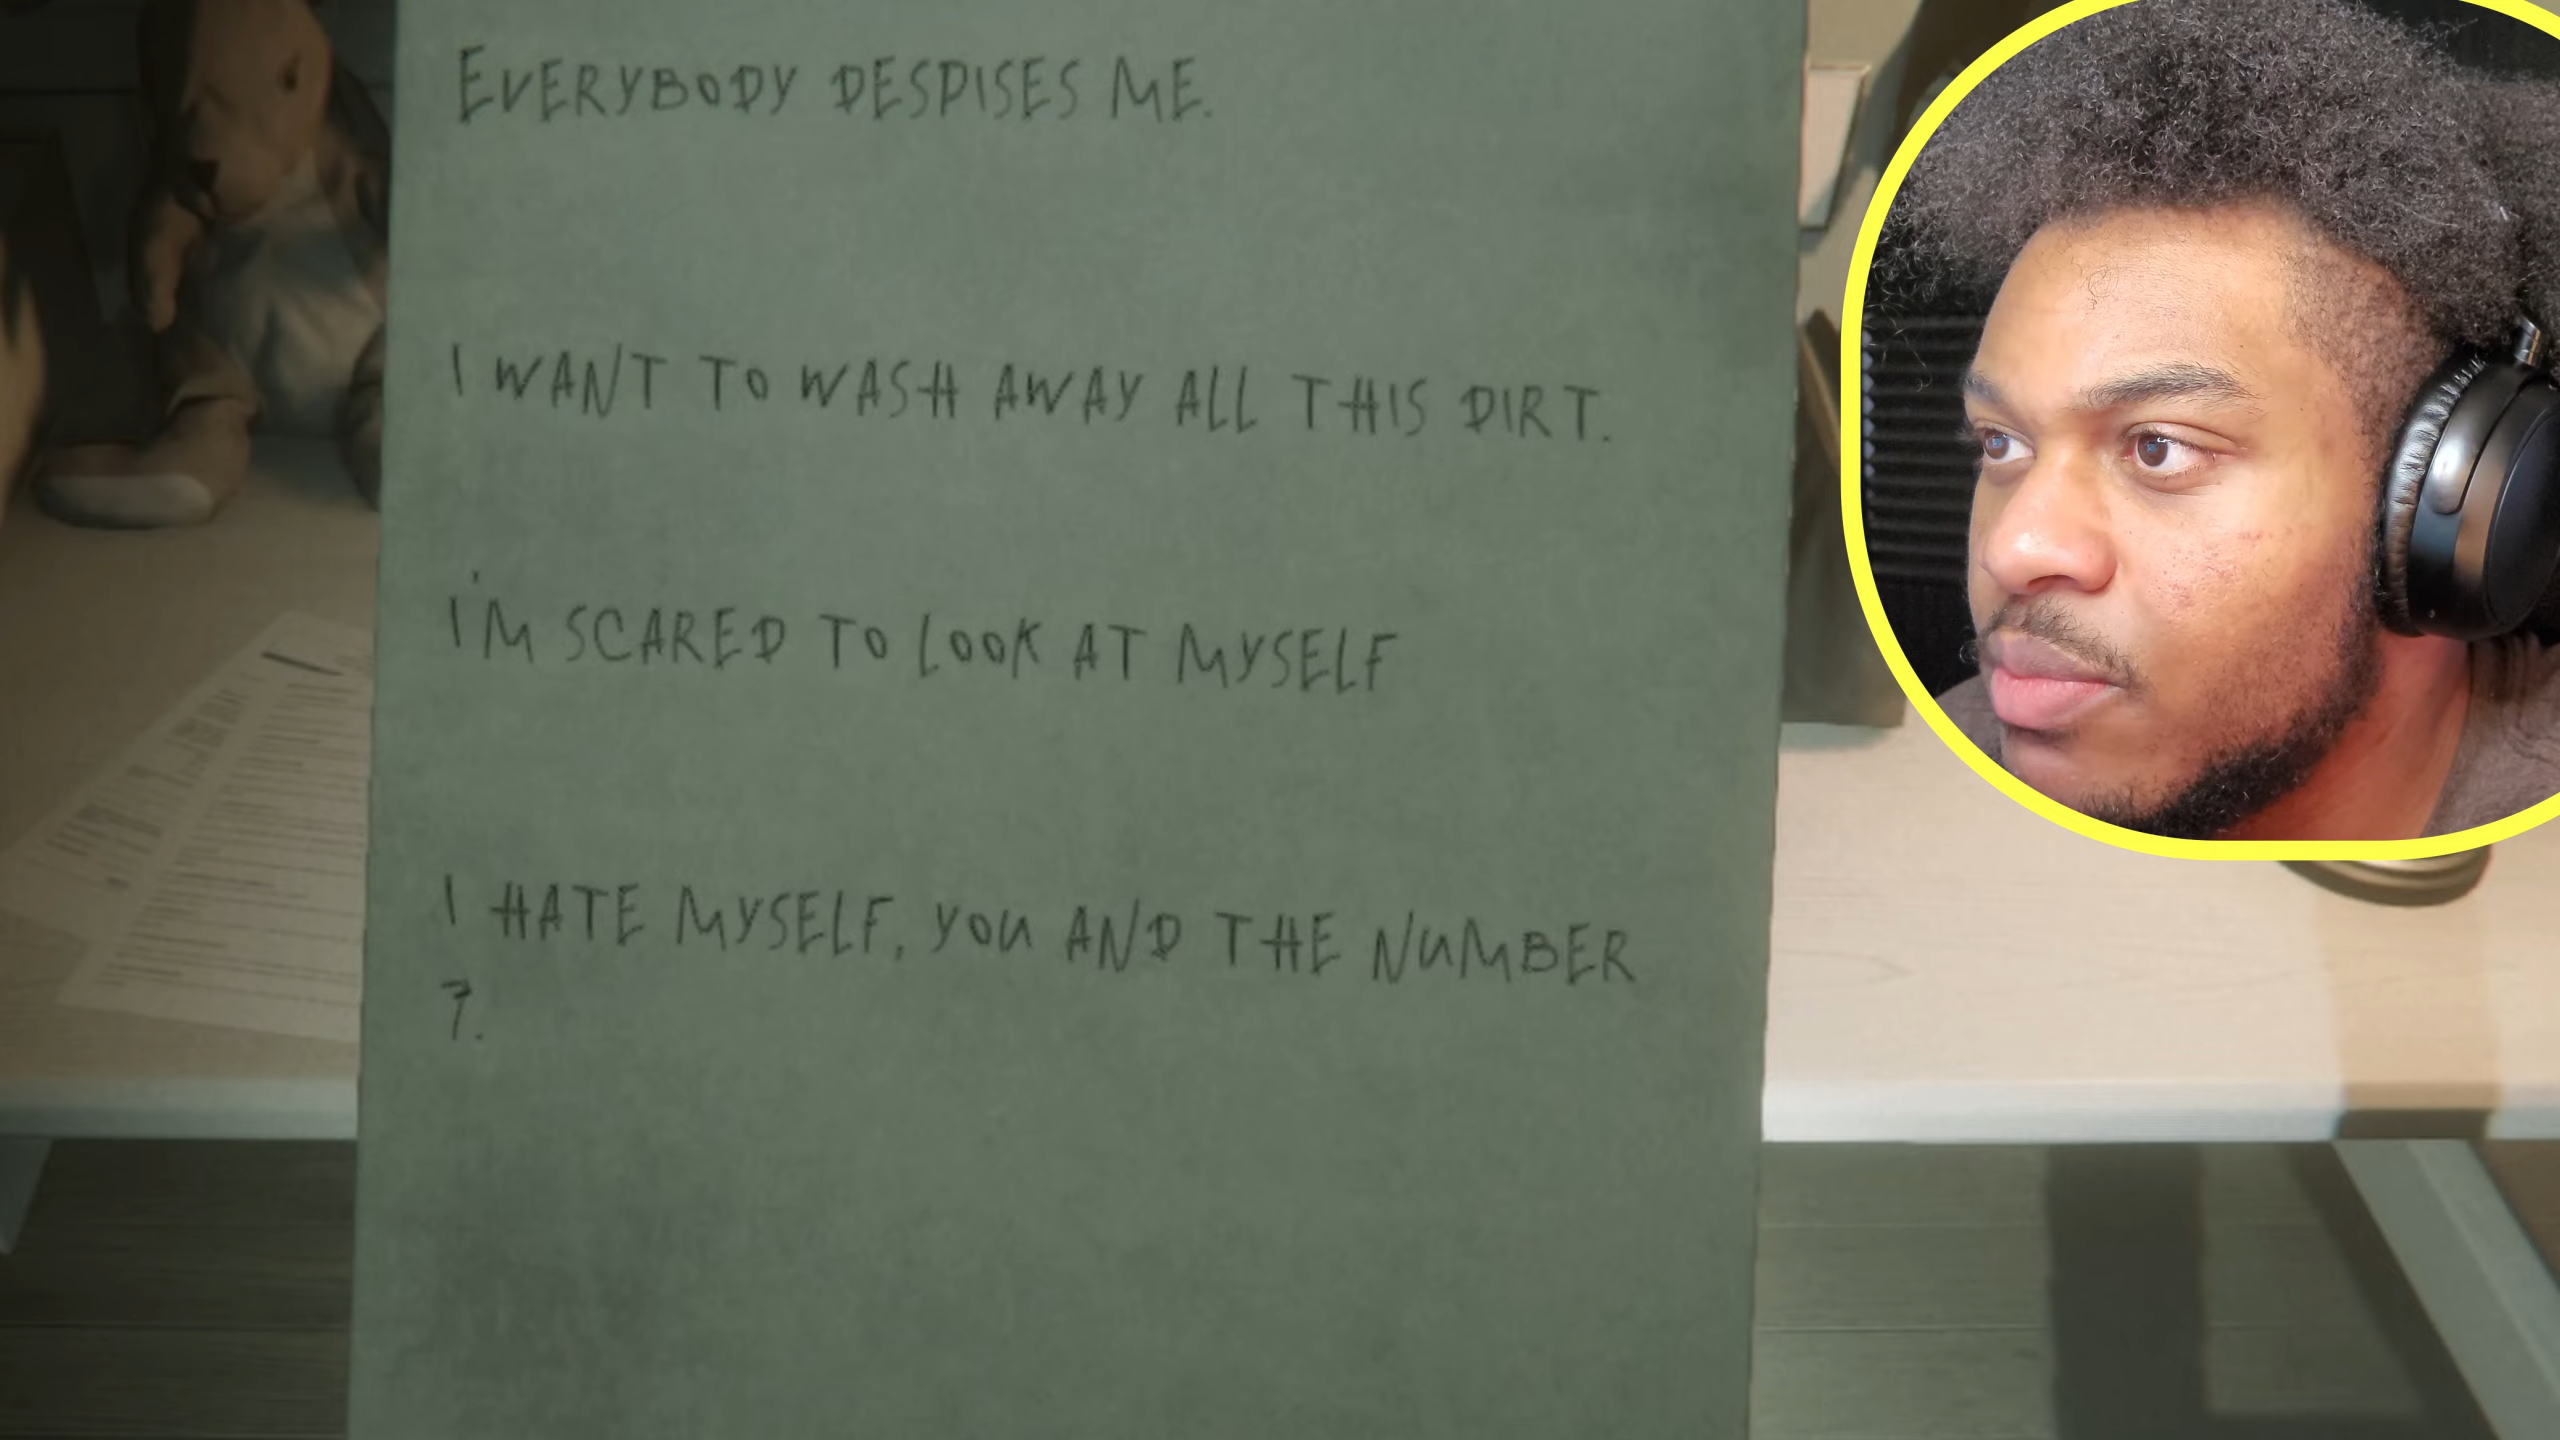 EVERYBODY DESPISES ME.
I WANT TO WASH AWAY ALL THIS DIRT.
I'M SCARED TO LOOK AT MYSELF
I HATE MYSELF, YOU AND THE NUMBER
7.